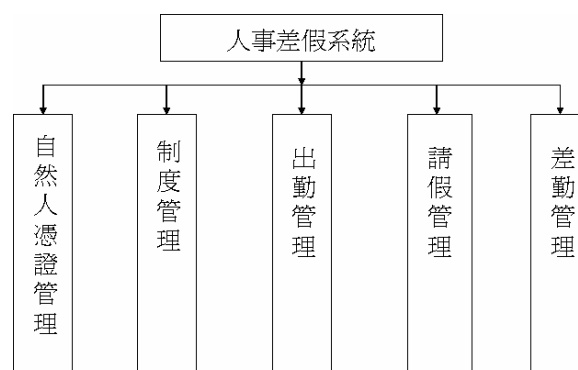 人事差假系統
自然人憑證管理
制度管理
出勤管理
請假管理
差勤管理